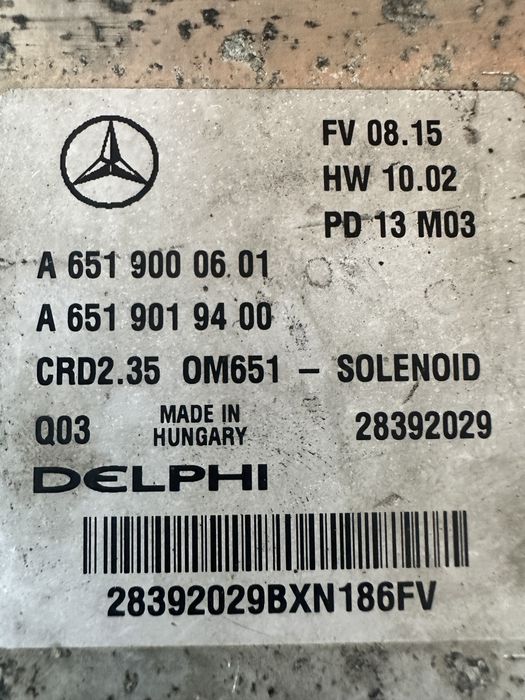 FV 08.15
HW 10.02
PD 13 M03
A 651 900 06 01
A 651 901 94 00
CRD2.35 OM651 – SOLENOID
Q03 MADE IN HUNGARY 28392029
DELPHI
28392029BXN186FV